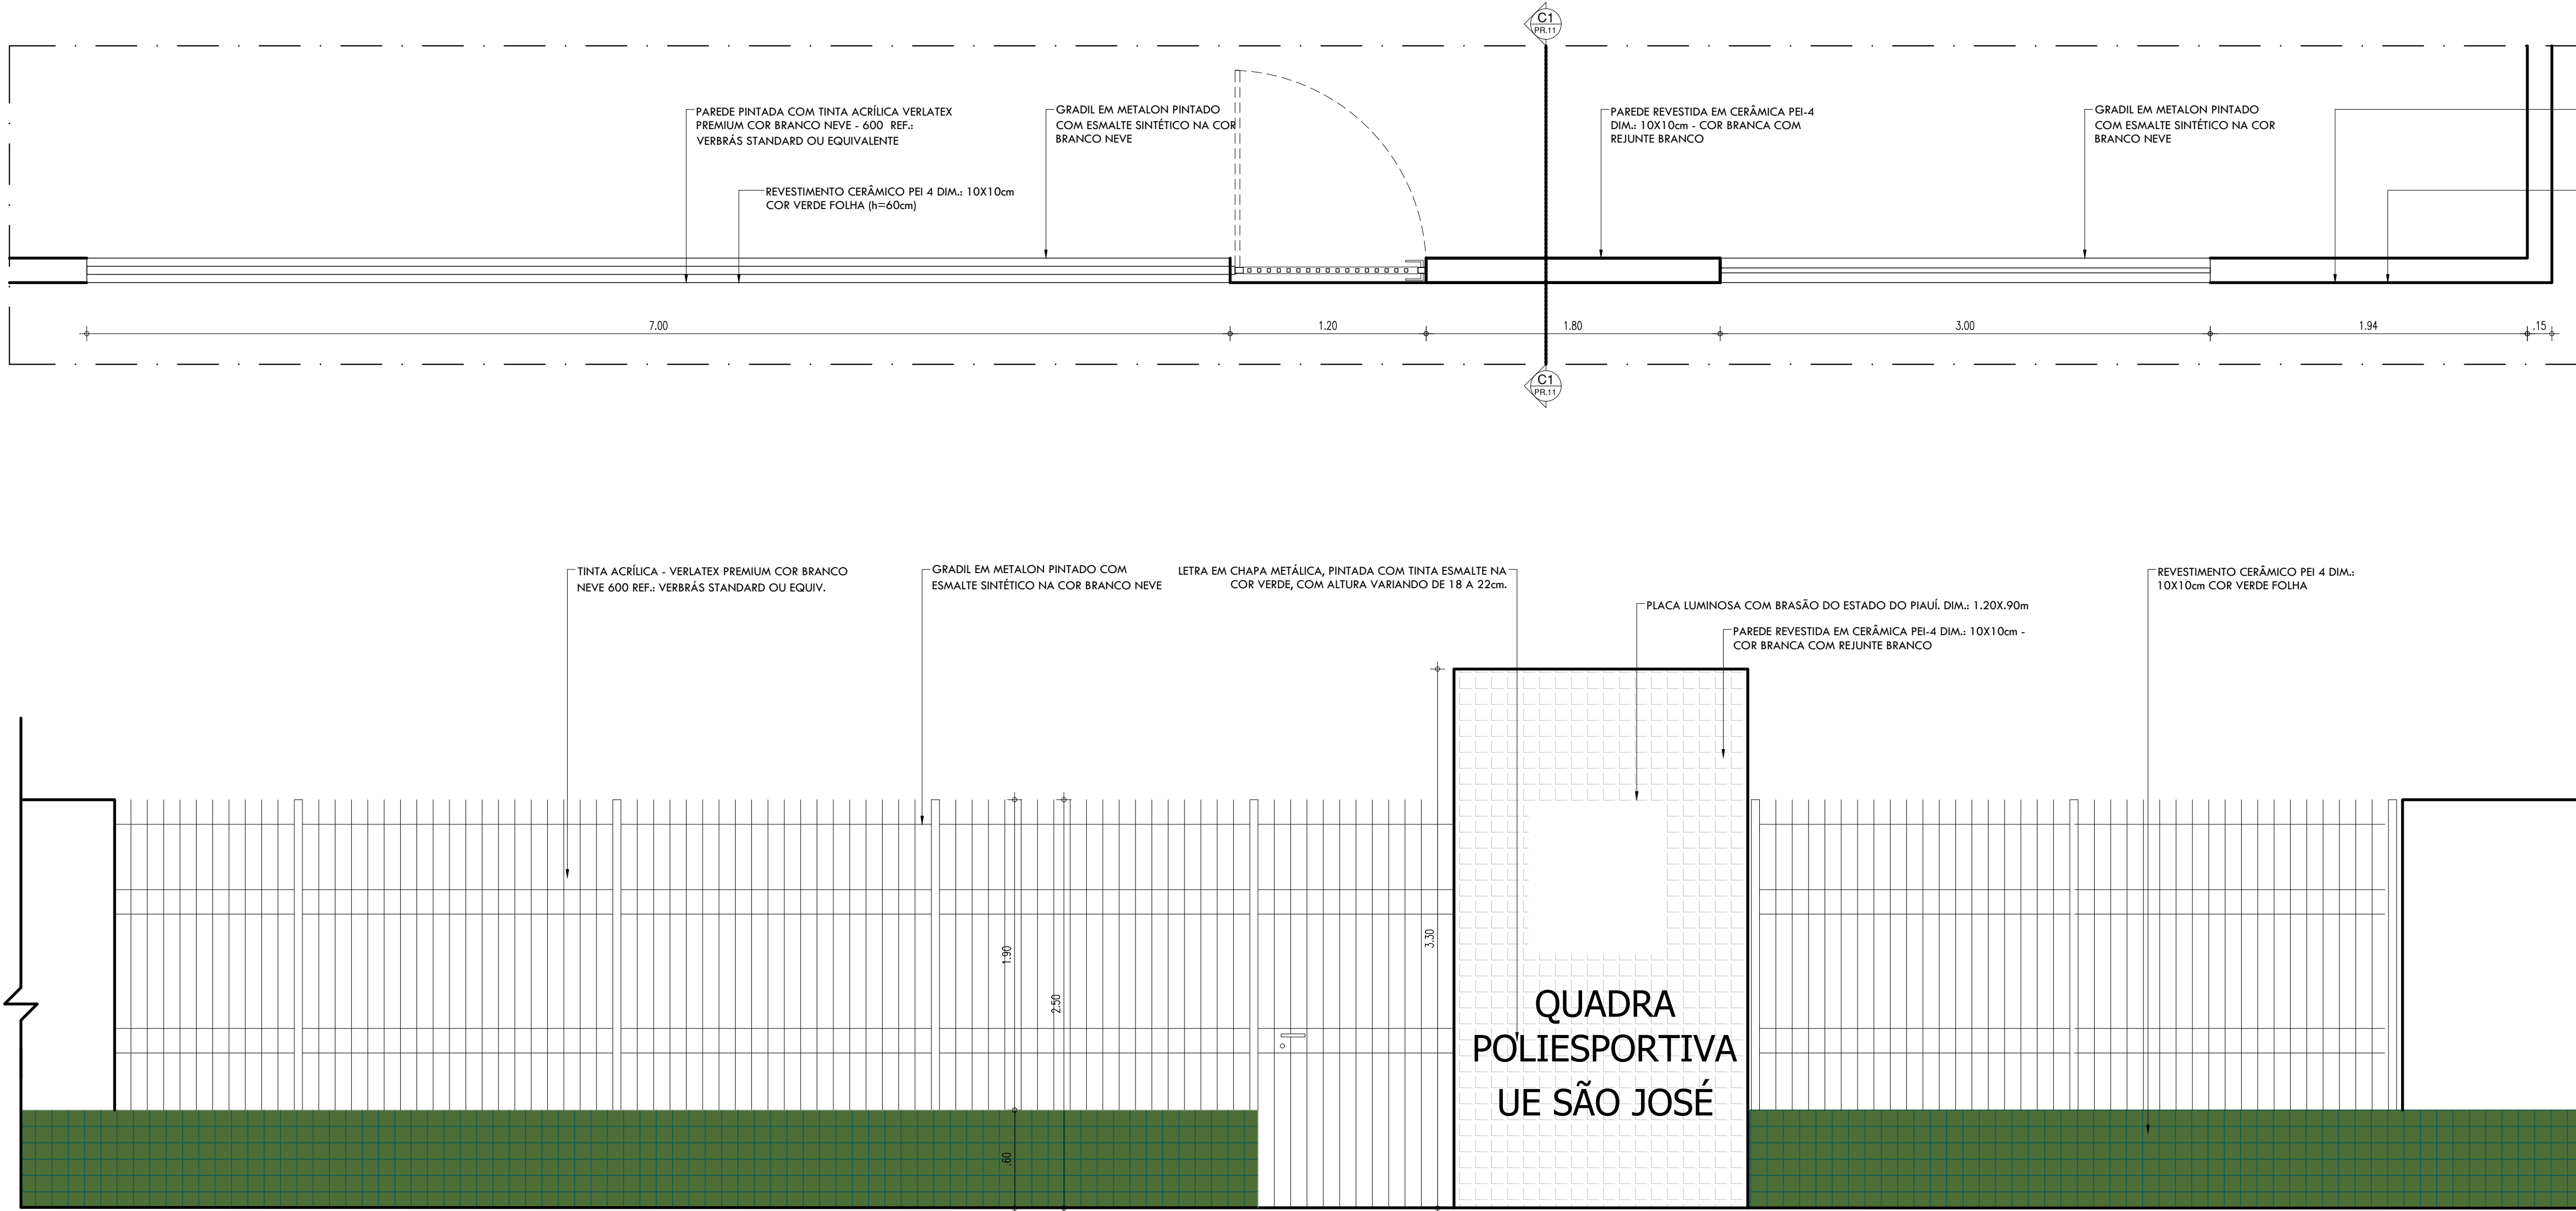 C1
PR.11
PAREDE PINTADA COM TINTA ACRÍLICA VERLATEX
PREMIUM COR BRANCO NEVE - 600 REF.:
VERBRÁS STANDARD OU EQUIVALENTE
GRADIL EM METALON PINTADO
COM ESMALTE SINTÉTICO NA COR
BRANCO NEVE
PAREDE REVESTIDA EM CERÂMICA PEI-4
DIM.: 10X10cm - COR BRANCA COM
REJUNTE BRANCO
GRADIL EM METALON PINTADO
COM ESMALTE SINTÉTICO NA COR
BRANCO NEVE
REVESTIMENTO CERÂMICO PEI 4 DIM.: 10X10cm
COR VERDE FOLHA (h=60cm)
7.00
1.20
1.80
3.00
1.94
.15
C1
PR.11
TINTA ACRÍLICA - VERLATEX PREMIUM COR BRANCO
NEVE 600 REF.: VERBRÁS STANDARD OU EQUIV.
GRADIL EM METALON PINTADO COM
ESMALTE SINTÉTICO NA COR BRANCO NEVE
LETRA EM CHAPA METÁLICA, PINTADA COM TINTA ESMALTE NA
COR VERDE, COM ALTURA VARIANDO DE 18 A 22cm.
PLACA LUMINOSA COM BRASÃO DO ESTADO DO PIAUÍ. DIM.: 1.20X.90m
PAREDE REVESTIDA EM CERÂMICA PEI-4 DIM.: 10X10cm -
COR BRANCA COM REJUNTE BRANCO
REVESTIMENTO CERÂMICO PEI 4 DIM.:
10X10cm COR VERDE FOLHA
1.90
2.50
3.30
.60
QUADRA
POLIESPORTIVA
UE SÃO JOSÉ